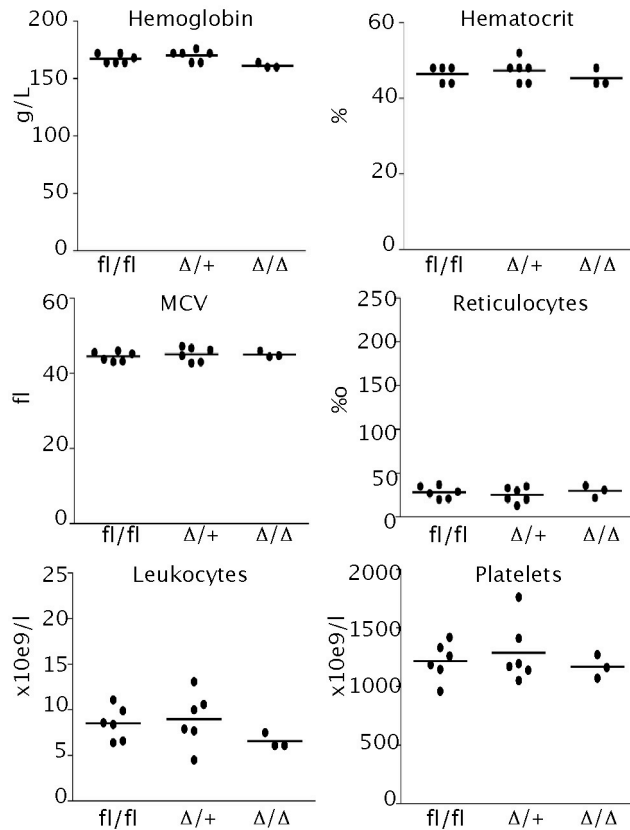 Hemoglobin
200
150
100
50
0
g/L
fl/fl Δ/+ Δ/Δ
Hematocrit
60
40
20
0
%
fl/fl Δ/+ Δ/Δ
MCV
60
40
20
0
fl
fl/fl Δ/+ Δ/Δ
Reticulocytes
250
200
150
100
50
0
‰
fl/fl Δ/+ Δ/Δ
Leukocytes
25
20
15
10
5
0
x10e9/l
fl/fl Δ/+ Δ/Δ
Platelets
2000
1500
1000
500
0
x10e9/l
fl/fl Δ/+ Δ/Δ